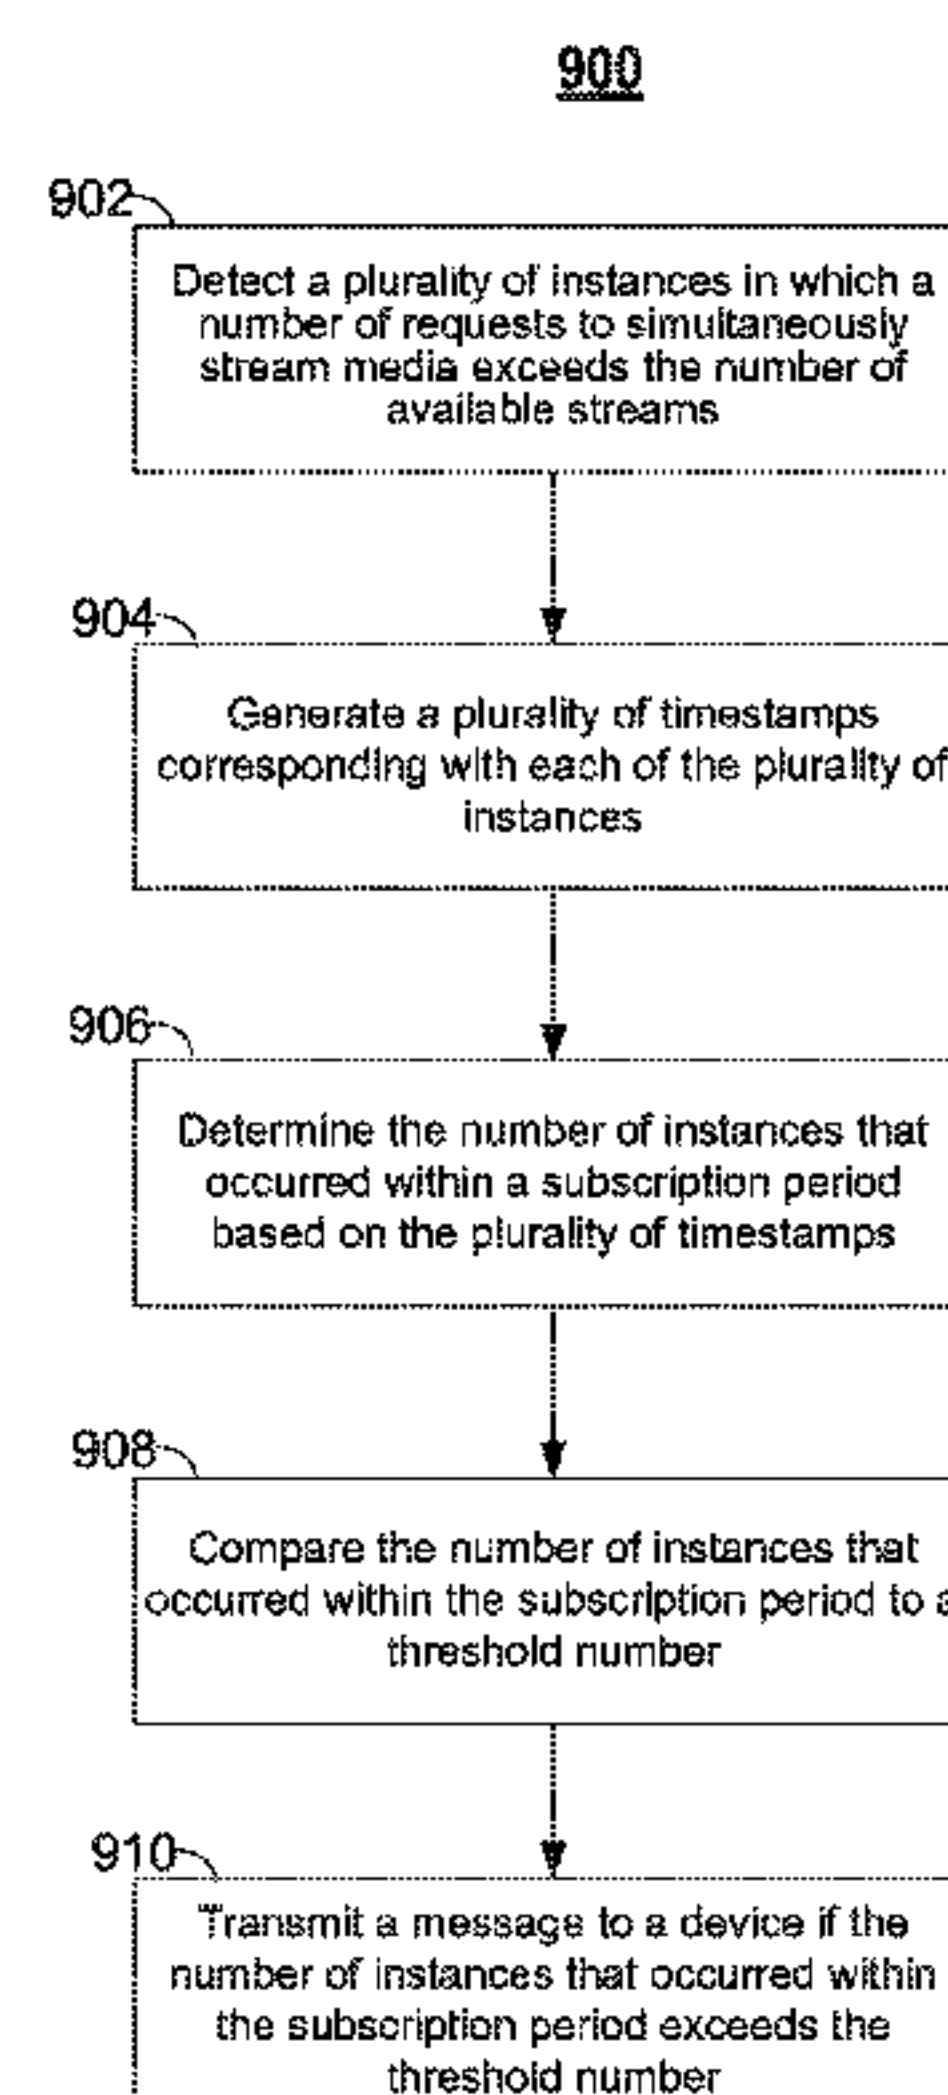 900
902
Detect a plurality of instances in which a
number of requests to simultaneously
stream media exceeds the number of
available streams
904
Generate a plurality of timestamps
corresponding with each of the plurality of
instances
906
Determine the number of instances that
occurred within a subscription period
based on the plurality of timestamps
908
Compare the number of instances that
occurred within the subscription period to a
threshold number
910
Transmit a message to a device if the
number of instances that occurred within
the subscription period exceeds the
threshold number